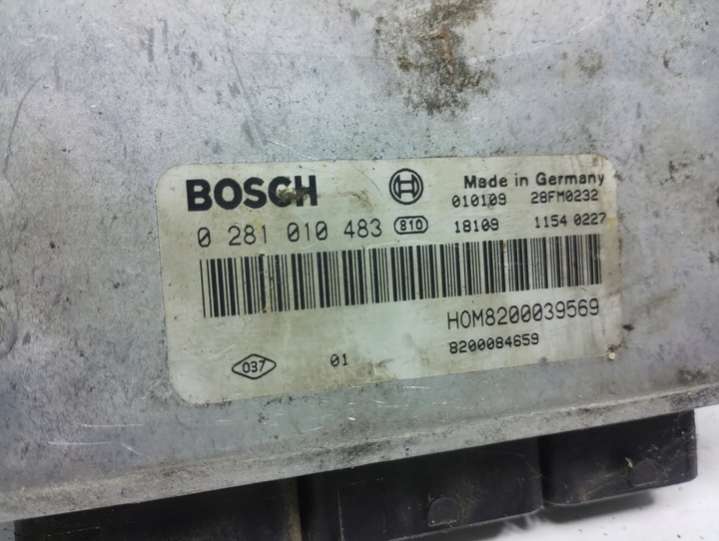 BOSCH Made in Germany
010109 28FM0232
0 281 010 483 810 18109 1154 0227
HOM8200039569
037 01 8200084659